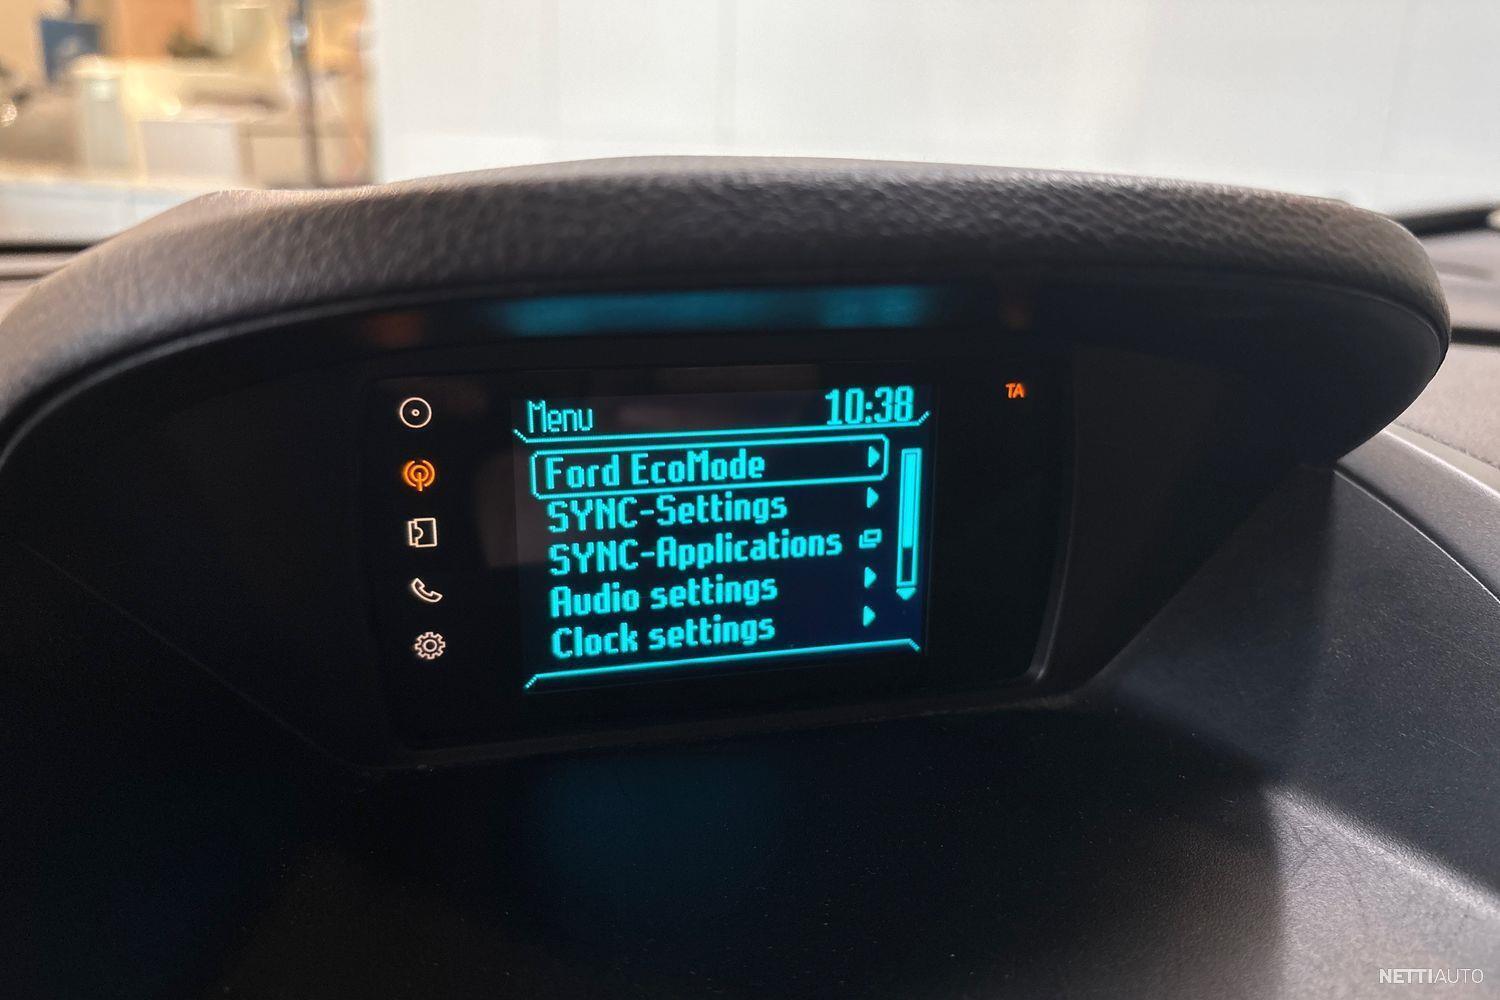 Menu 10:38
TA
Ford EcoMode
SYNC-Settings
SYNC-Applications
Audio settings
Clock settings
NETTIAUTO